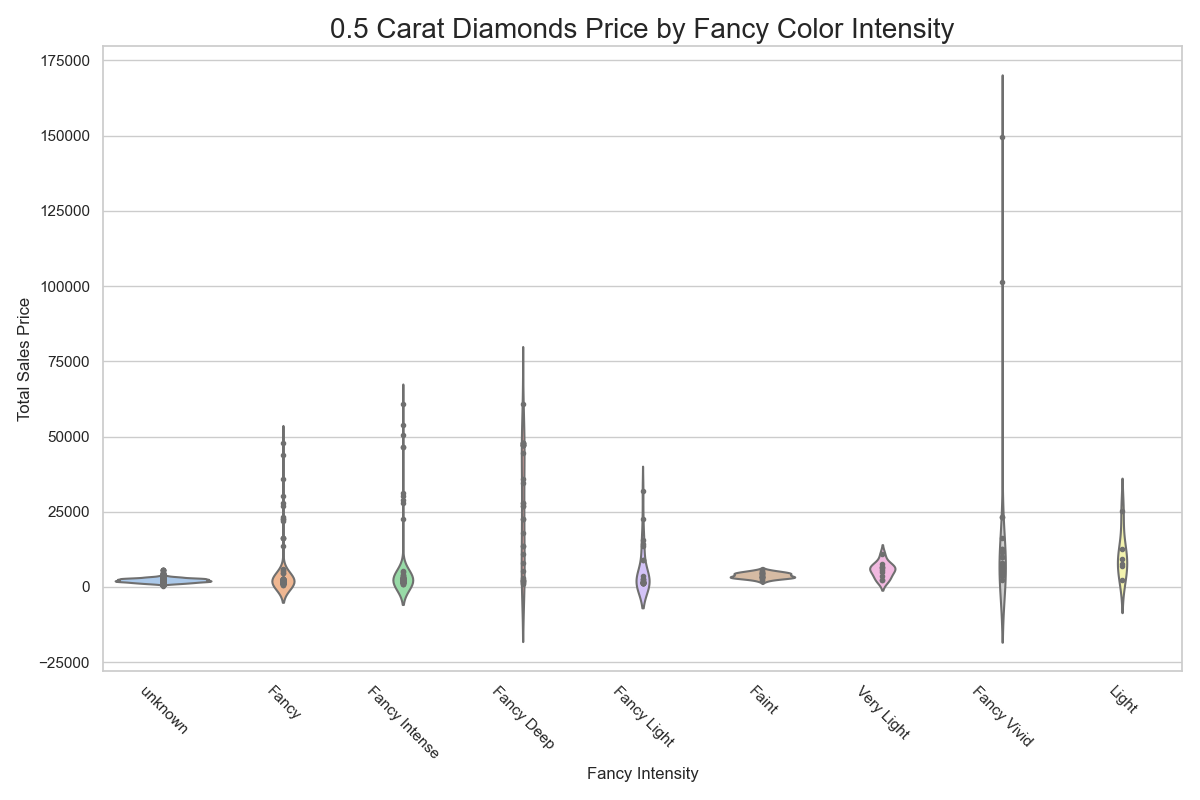 0.5 Carat Diamonds Price by Fancy Color Intensity
175000
150000
125000
100000
75000
50000
25000
0
−25000
Total Sales Price
unknown
Fancy
Fancy Intense
Fancy Deep
Fancy Light
Faint
Very Light
Fancy Vivid
Light
Fancy Intensity